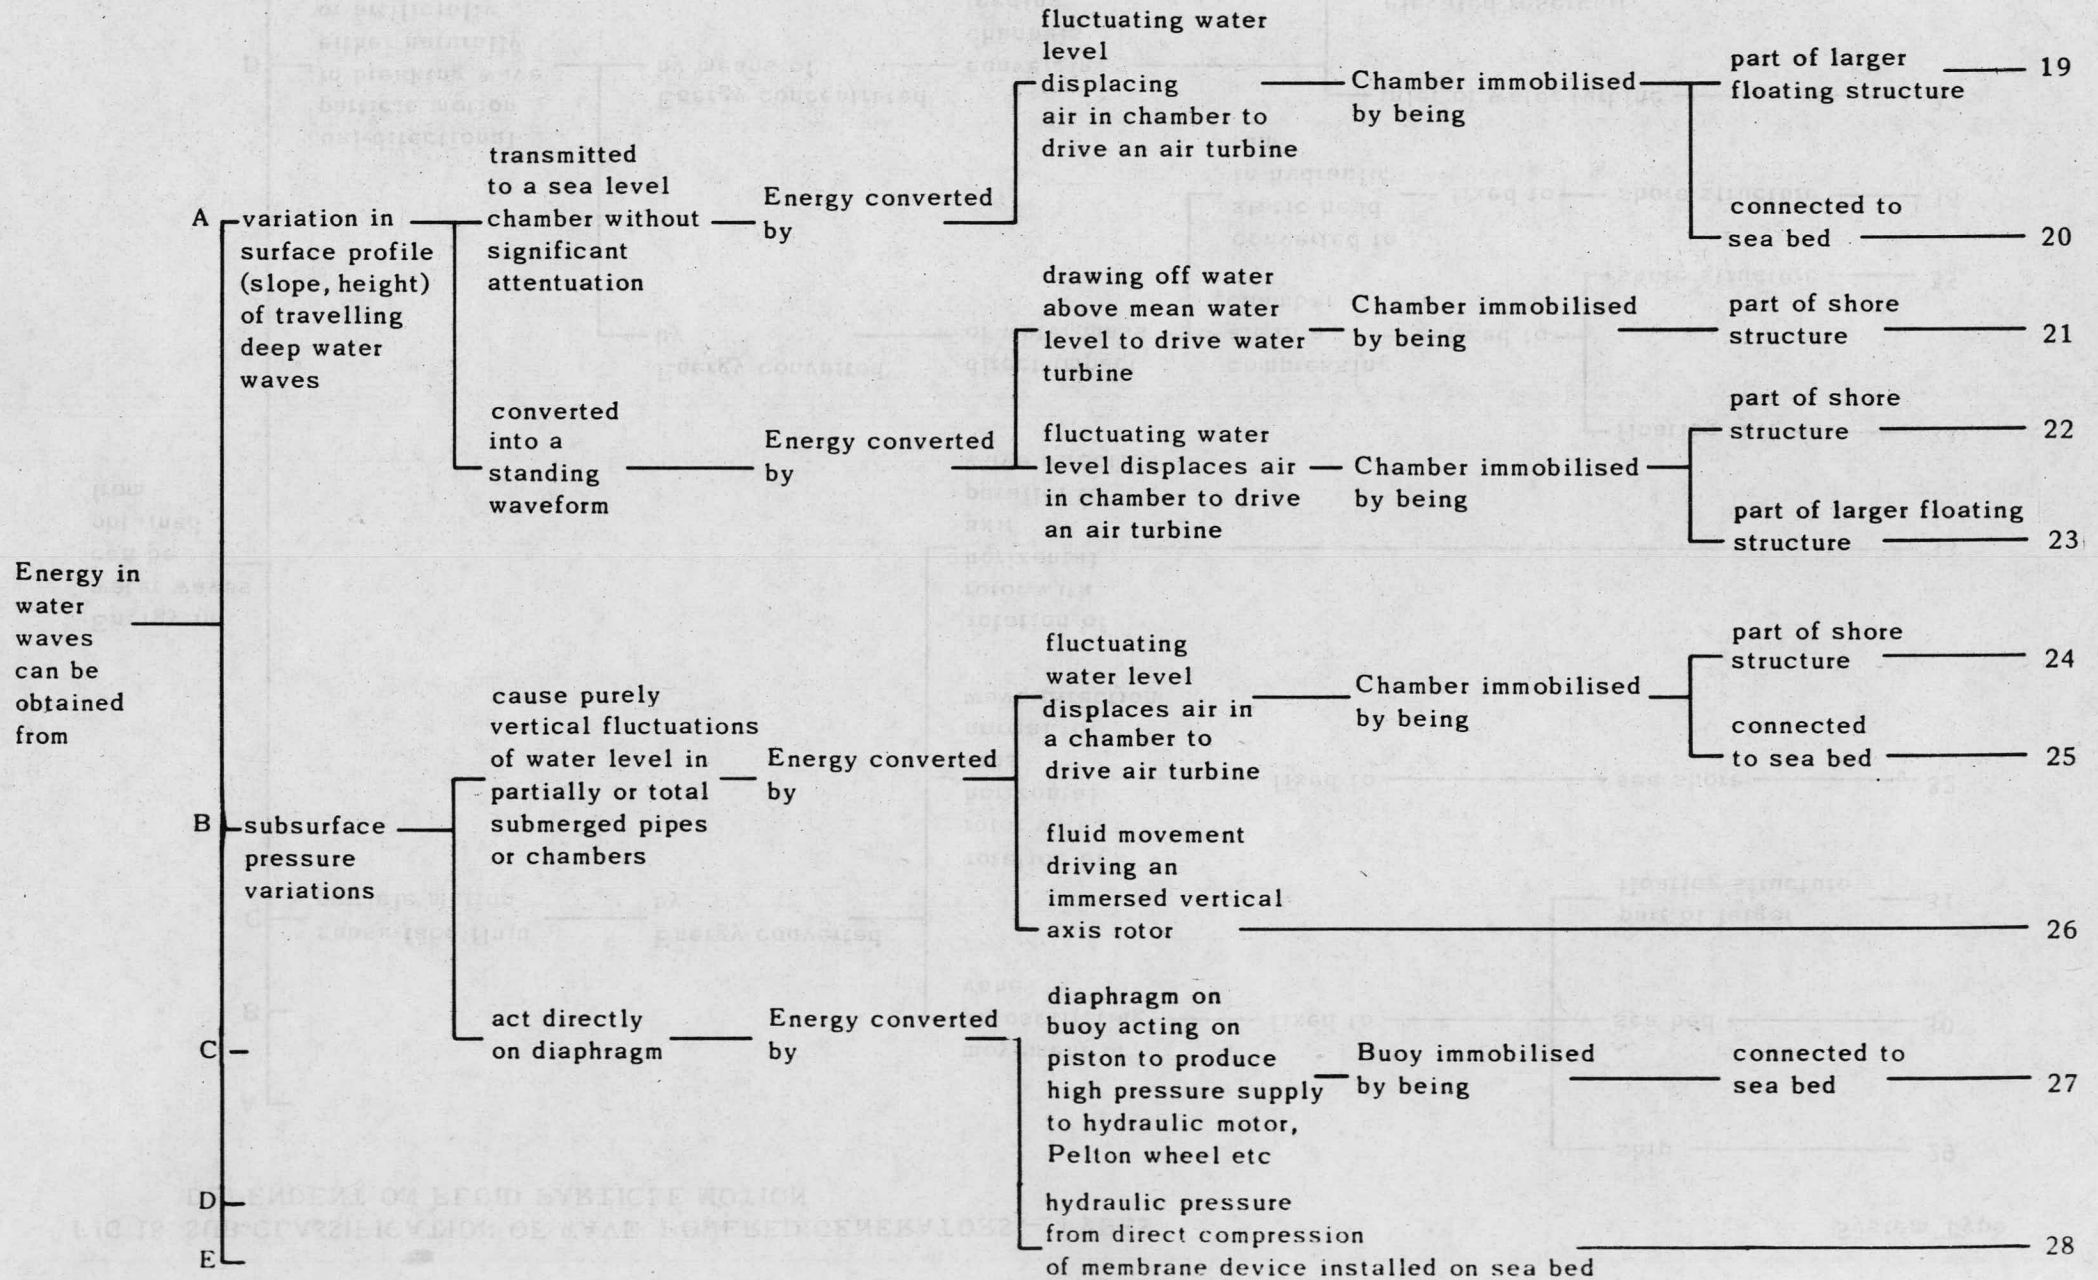 Energy in
water
waves
can be
obtained
from
A
variation in
surface profile
(slope, height)
of travelling
deep water
waves
transmitted
to a sea level
chamber without
significant
attentuation
Energy converted
by
fluctuating water
level
displacing
air in chamber to
drive an air turbine
Chamber immobilised
by being
part of larger
floating structure
19
connected to
sea bed
20
converted
into a
standing
waveform
Energy converted
by
drawing off water
above mean water
level to drive water
turbine
Chamber immobilised
by being
part of shore
structure
21
fluctuating water
level displaces air
in chamber to drive
an air turbine
Chamber immobilised
by being
part of shore
structure
22
part of larger floating
structure
23
B
subsurface
pressure
variations
cause purely
vertical fluctuations
of water level in
partially or total
submerged pipes
or chambers
Energy converted
by
fluctuating
water level
displaces air in
a chamber to
drive air turbine
Chamber immobilised
by being
part of shore
structure
24
connected
to sea bed
25
fluid movement
driving an
immersed vertical
axis rotor
26
act directly
on diaphragm
Energy converted
by
diaphragm on
buoy acting on
piston to produce
high pressure supply
to hydraulic motor,
Pelton wheel etc
Buoy immobilised
by being
connected to
sea bed
27
hydraulic pressure
from direct compression
of membrane device installed on sea bed
28
C
D
E